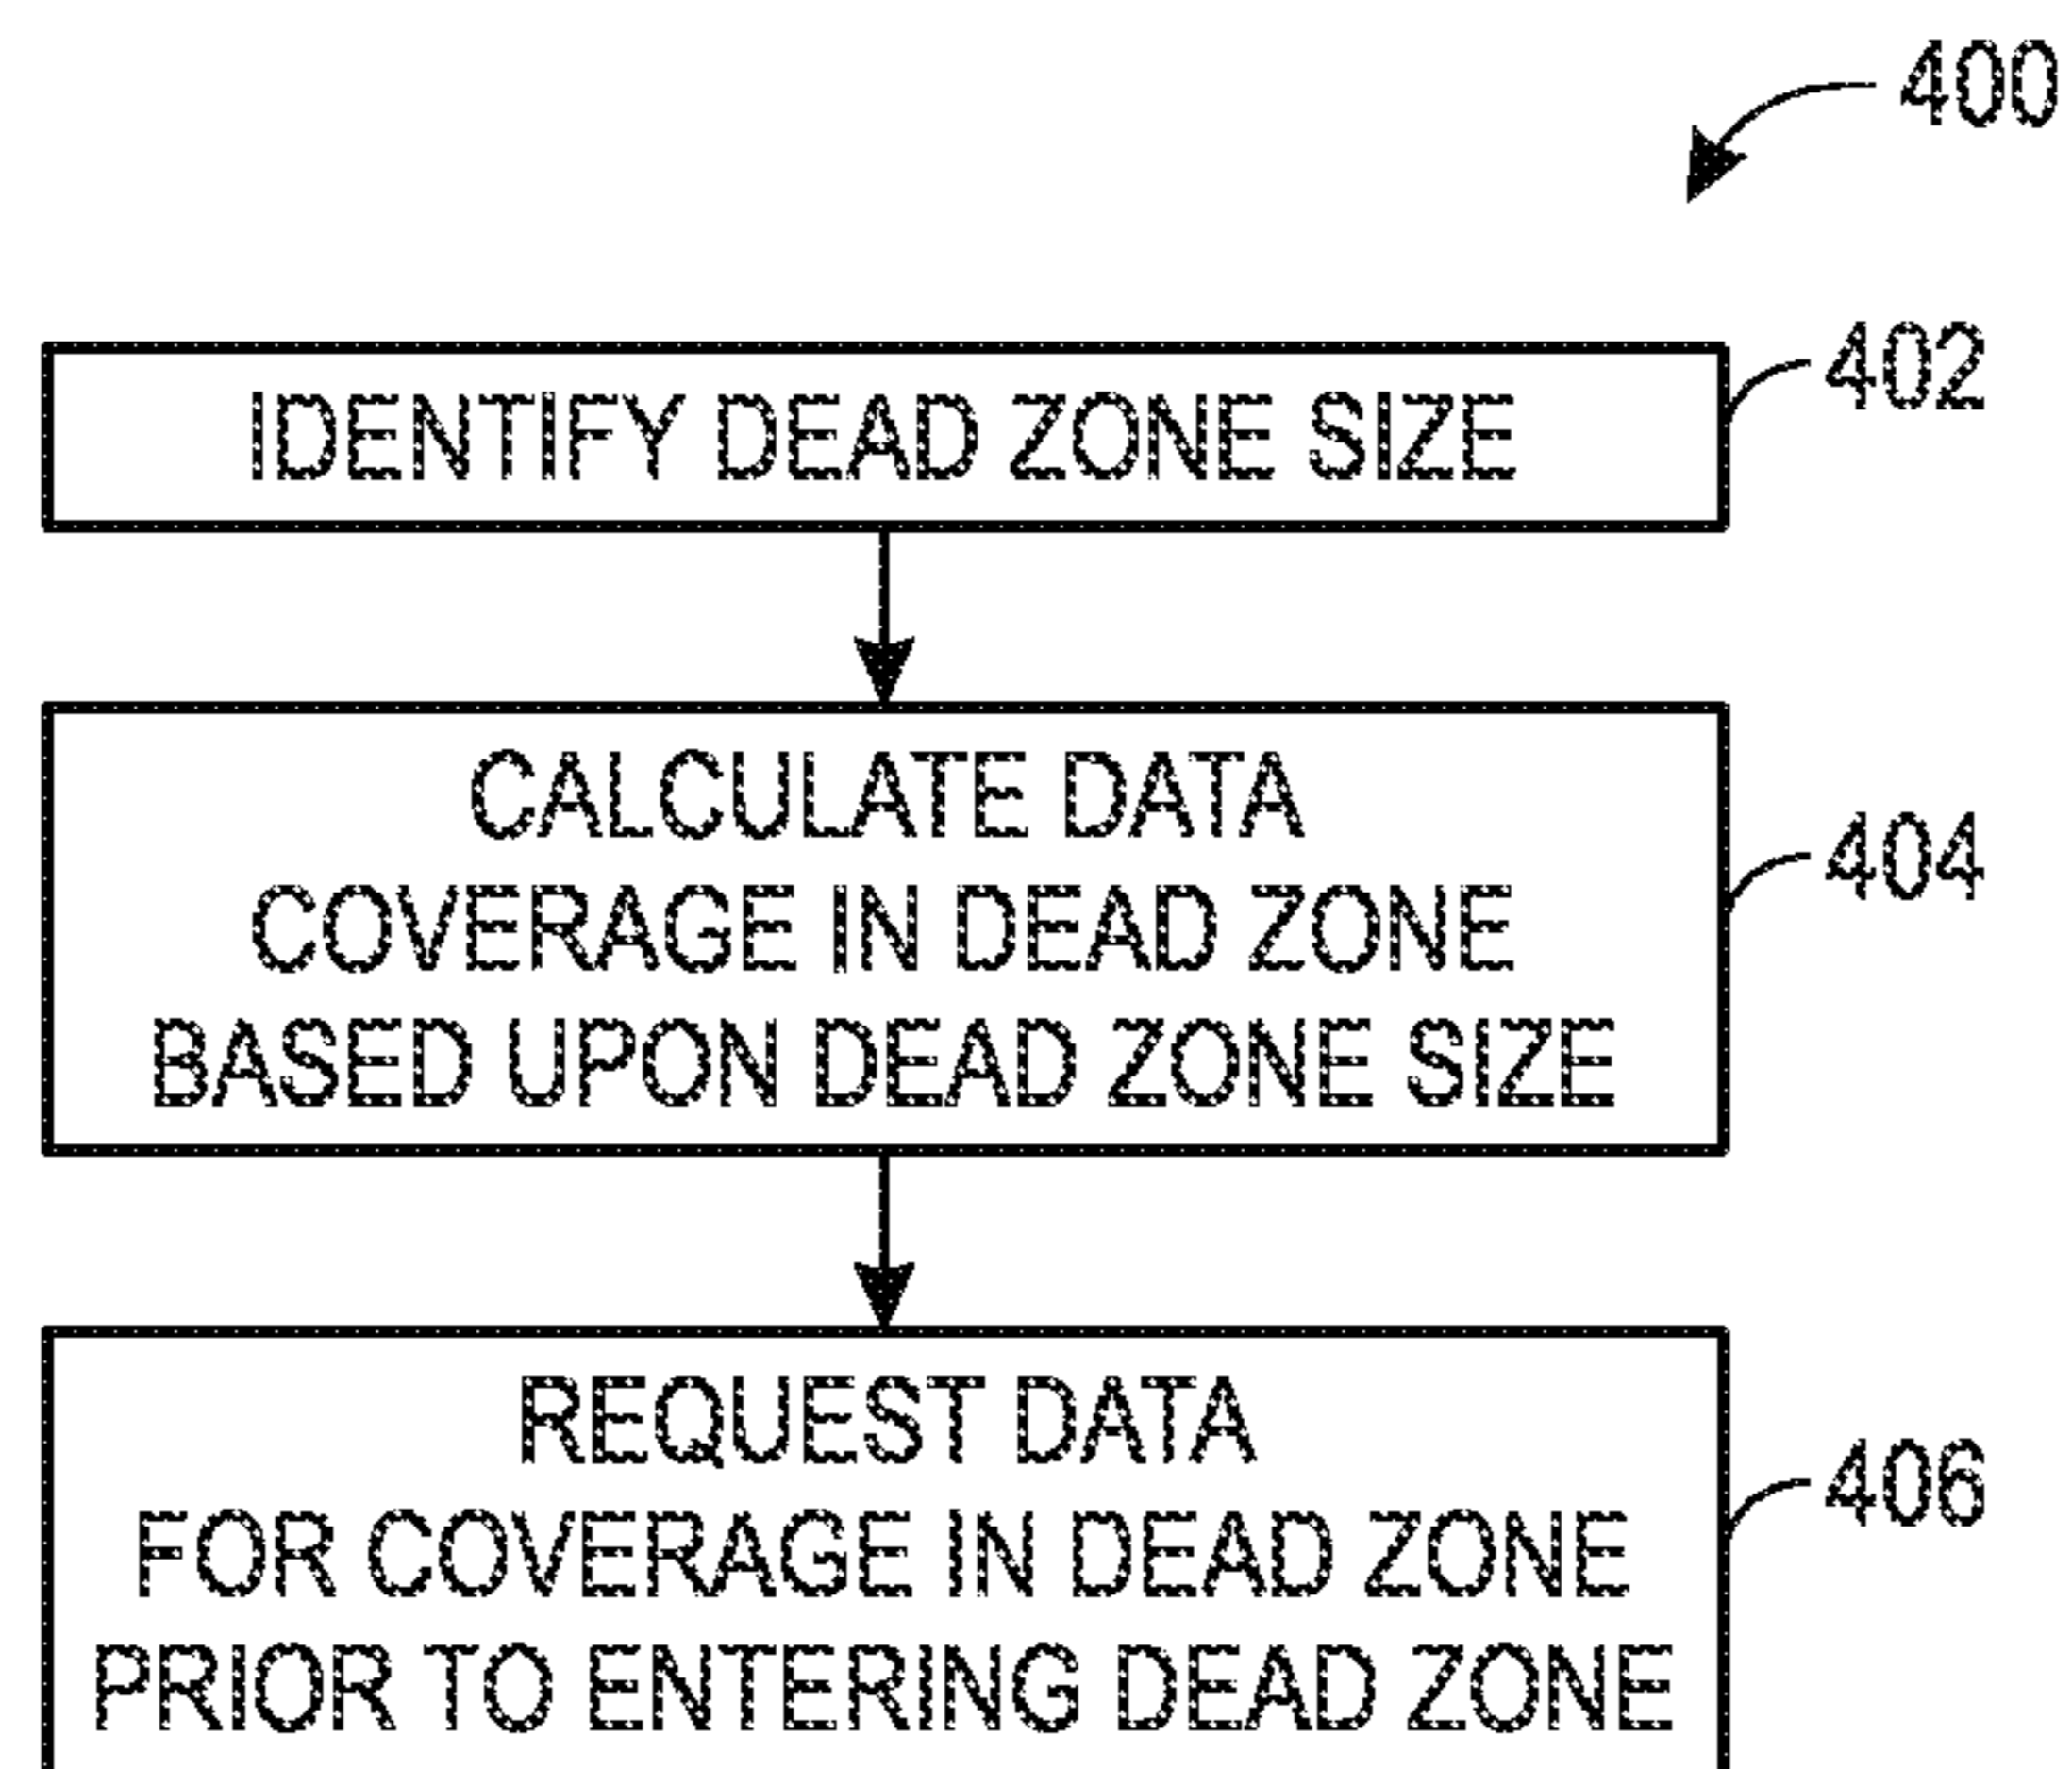 400
IDENTIFY DEAD ZONE SIZE
402
CALCULATE DATA
COVERAGE IN DEAD ZONE
BASED UPON DEAD ZONE SIZE
404
REQUEST DATA
FOR COVERAGE IN DEAD ZONE
PRIOR TO ENTERING DEAD ZONE
406